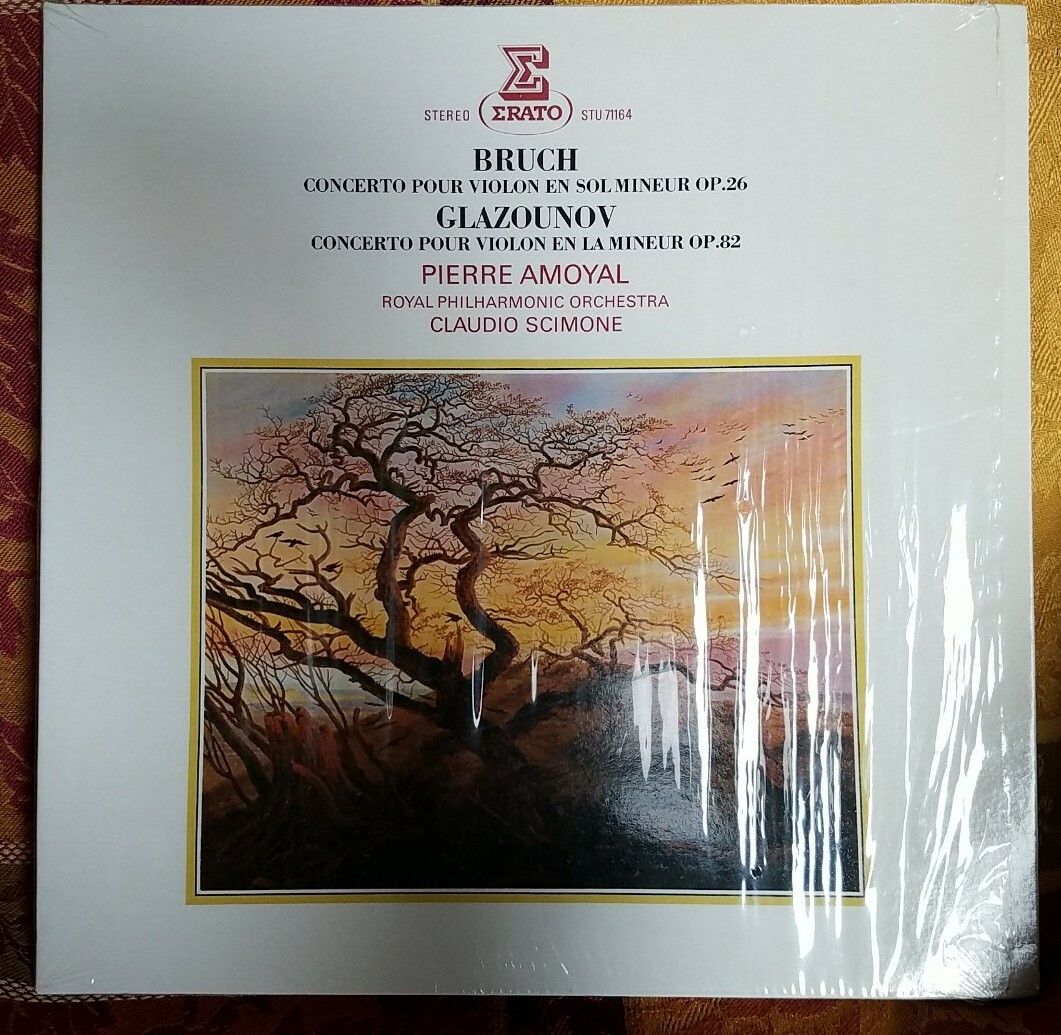 Σ
STEREO ΣRATO STU 71164
BRUCH
CONCERTO POUR VIOLON EN SOL MINEUR OP.26
GLAZOUNOV
CONCERTO POUR VIOLON EN LA MINEUR OP.82
PIERRE AMOYAL
ROYAL PHILHARMONIC ORCHESTRA
CLAUDIO SCIMONE